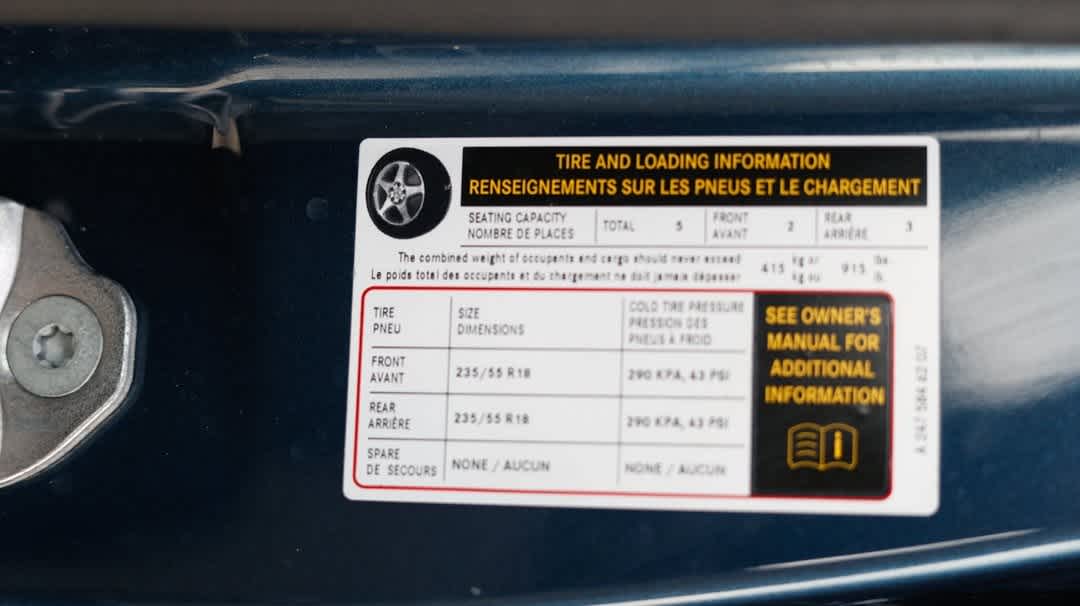 TIRE AND LOADING INFORMATION
RENSEIGNEMENTS SUR LES PNEUS ET LE CHARGEMENT
SEATING CAPACITY
NOMBRE DE PLACES
TOTAL 5
FRONT
AVANT
2
REAR
ARRIÈRE
3
The combined weight of occupants and cargo should never exceed
Le poids total des occupants et du chargement ne doit jamais dépasser
415 kg or 915 lbs.
kg ou lb.
TIRE
PNEU
SIZE
DIMENSIONS
COLD TIRE PRESSURE
PRESSION DES
PNEUS À FROID
FRONT
AVANT
235/55 R18
290 KPA, 43 PSI
REAR
ARRIÈRE
235/55 R18
290 KPA, 43 PSI
SPARE
DE SECOURS
NONE / AUCUN
NONE / AUCUN
SEE OWNER'S
MANUAL FOR
ADDITIONAL
INFORMATION
A 247 584